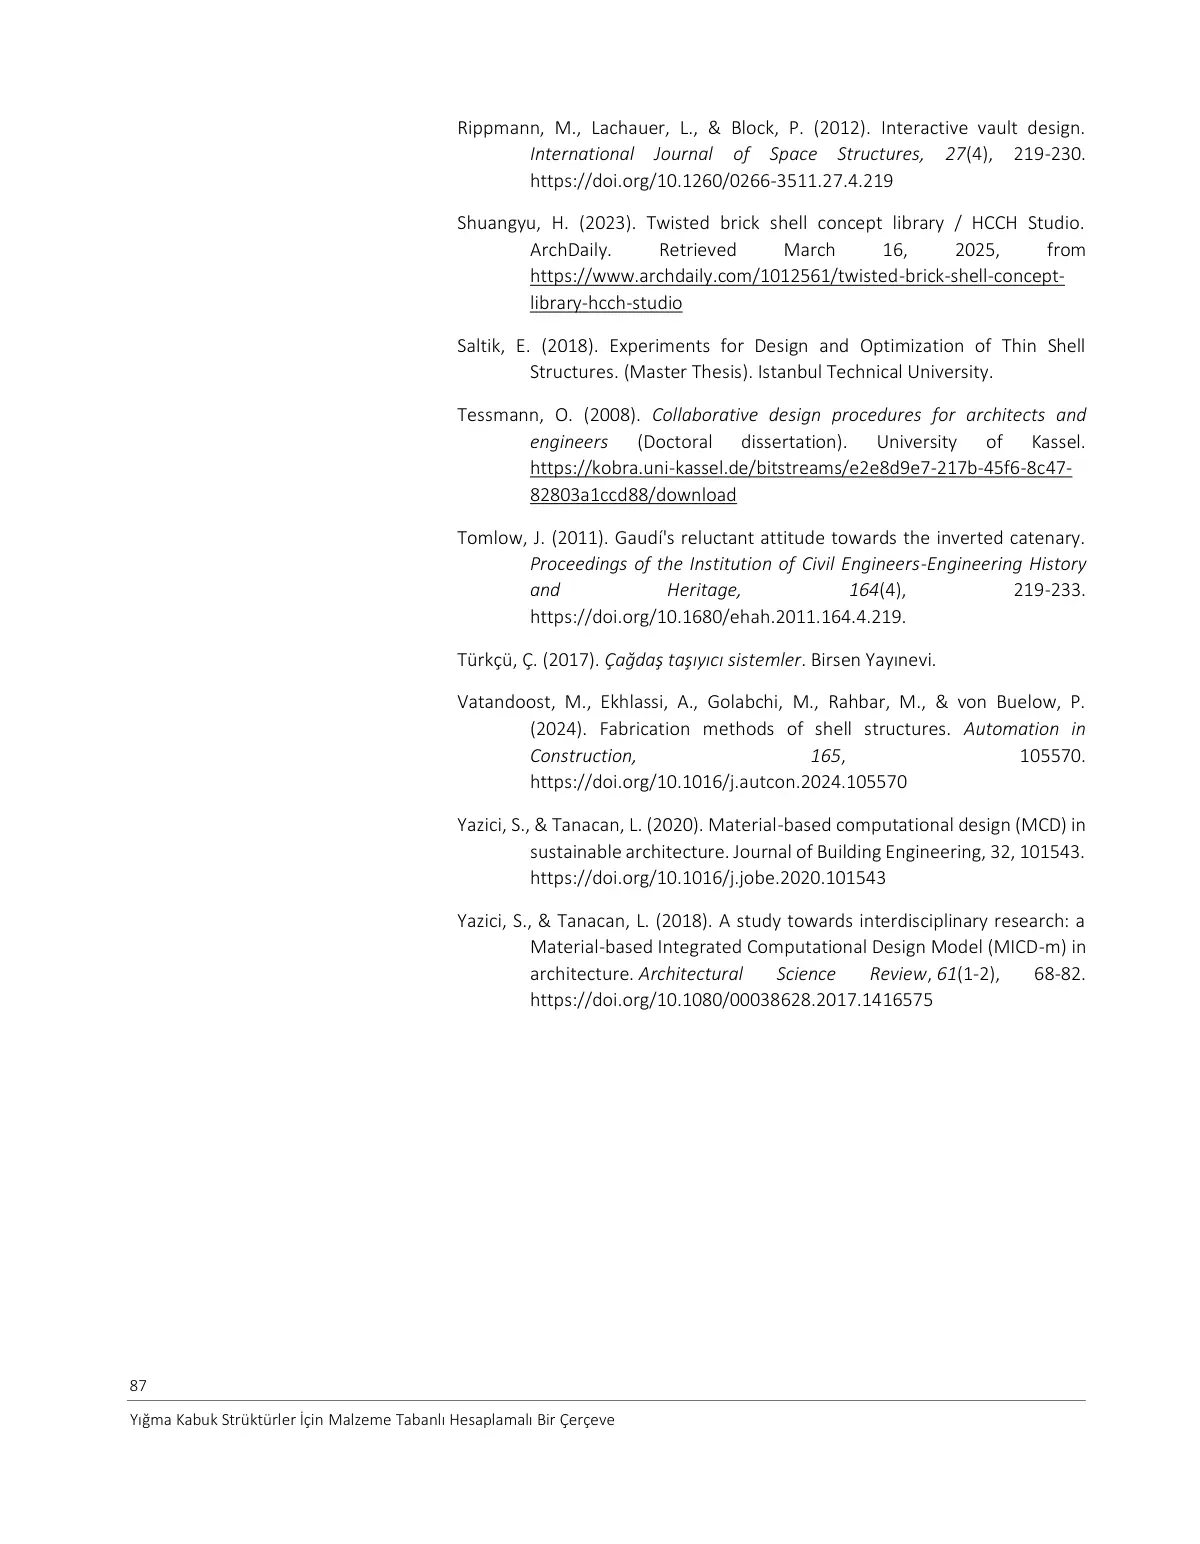 Rippmann, M., Lachauer, L., & Block, P. (2012). Interactive vault design.
International Journal of Space Structures, 27(4), 219-230.
https://doi.org/10.1260/0266-3511.27.4.219
Shuangyu, H. (2023). Twisted brick shell concept library / HCCH Studio.
ArchDaily. Retrieved March 16, 2025, from
https://www.archdaily.com/1012561/twisted-brick-shell-concept-
library-hcch-studio
Saltik, E. (2018). Experiments for Design and Optimization of Thin Shell
Structures. (Master Thesis). Istanbul Technical University.
Tessmann, O. (2008). Collaborative design procedures for architects and
engineers (Doctoral dissertation). University of Kassel.
https://kobra.uni-kassel.de/bitstreams/e2e8d9e7-217b-45f6-8c47-
82803a1ccd88/download
Tomlow, J. (2011). Gaudí's reluctant attitude towards the inverted catenary.
Proceedings of the Institution of Civil Engineers-Engineering History
and Heritage, 164(4), 219-233.
https://doi.org/10.1680/ehah.2011.164.4.219.
Türkçü, Ç. (2017). Çağdaş taşıyıcı sistemler. Birsen Yayınevi.
Vatandoost, M., Ekhlassi, A., Golabchi, M., Rahbar, M., & von Buelow, P.
(2024). Fabrication methods of shell structures. Automation in
Construction, 165, 105570.
https://doi.org/10.1016/j.autcon.2024.105570
Yazici, S., & Tanacan, L. (2020). Material-based computational design (MCD) in
sustainable architecture. Journal of Building Engineering, 32, 101543.
https://doi.org/10.1016/j.jobe.2020.101543
Yazici, S., & Tanacan, L. (2018). A study towards interdisciplinary research: a
Material-based Integrated Computational Design Model (MICD-m) in
architecture. Architectural Science Review, 61(1-2), 68-82.
https://doi.org/10.1080/00038628.2017.1416575
87
Yığma Kabuk Strüktürler İçin Malzeme Tabanlı Hesaplamalı Bir Çerçeve